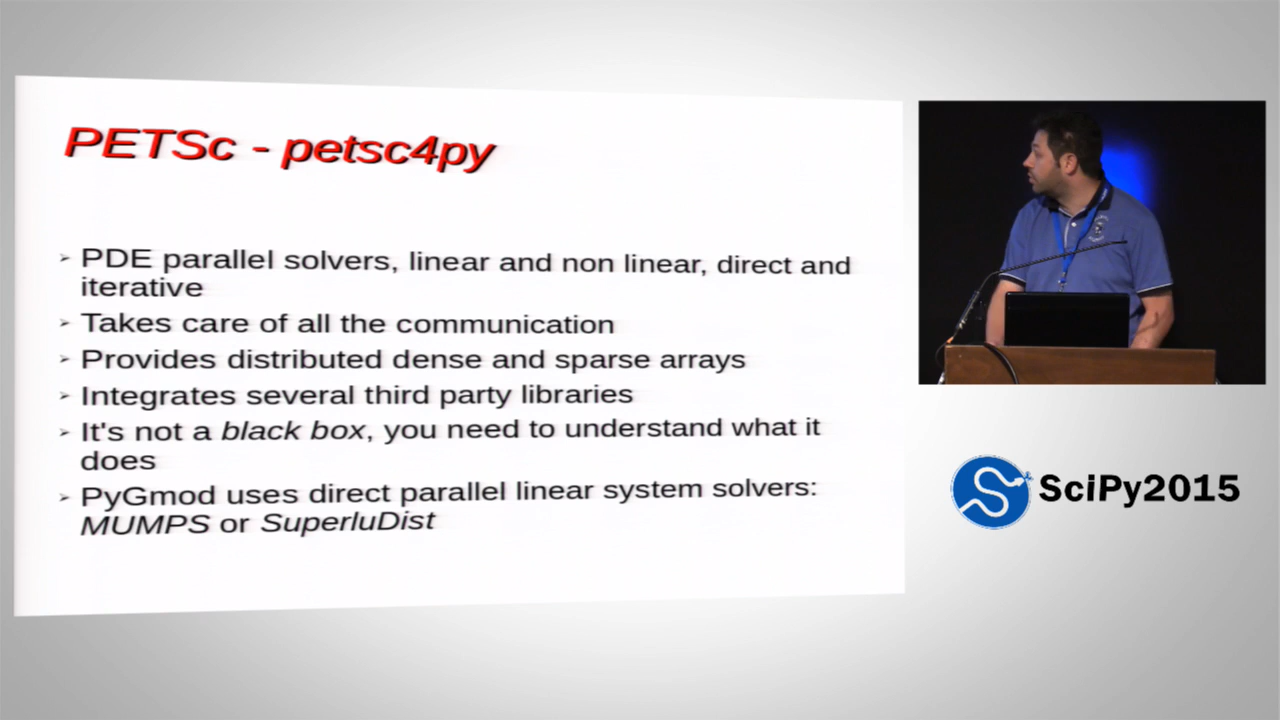 PETSc - petsc4py
➢ PDE parallel solvers, linear and non linear, direct and
iterative
➢ Takes care of all the communication
➢ Provides distributed dense and sparse arrays
➢ Integrates several third party libraries
➢ It's not a black box, you need to understand what it
does
➢ PyGmod uses direct parallel linear system solvers:
MUMPS or SuperluDist
SciPy2015